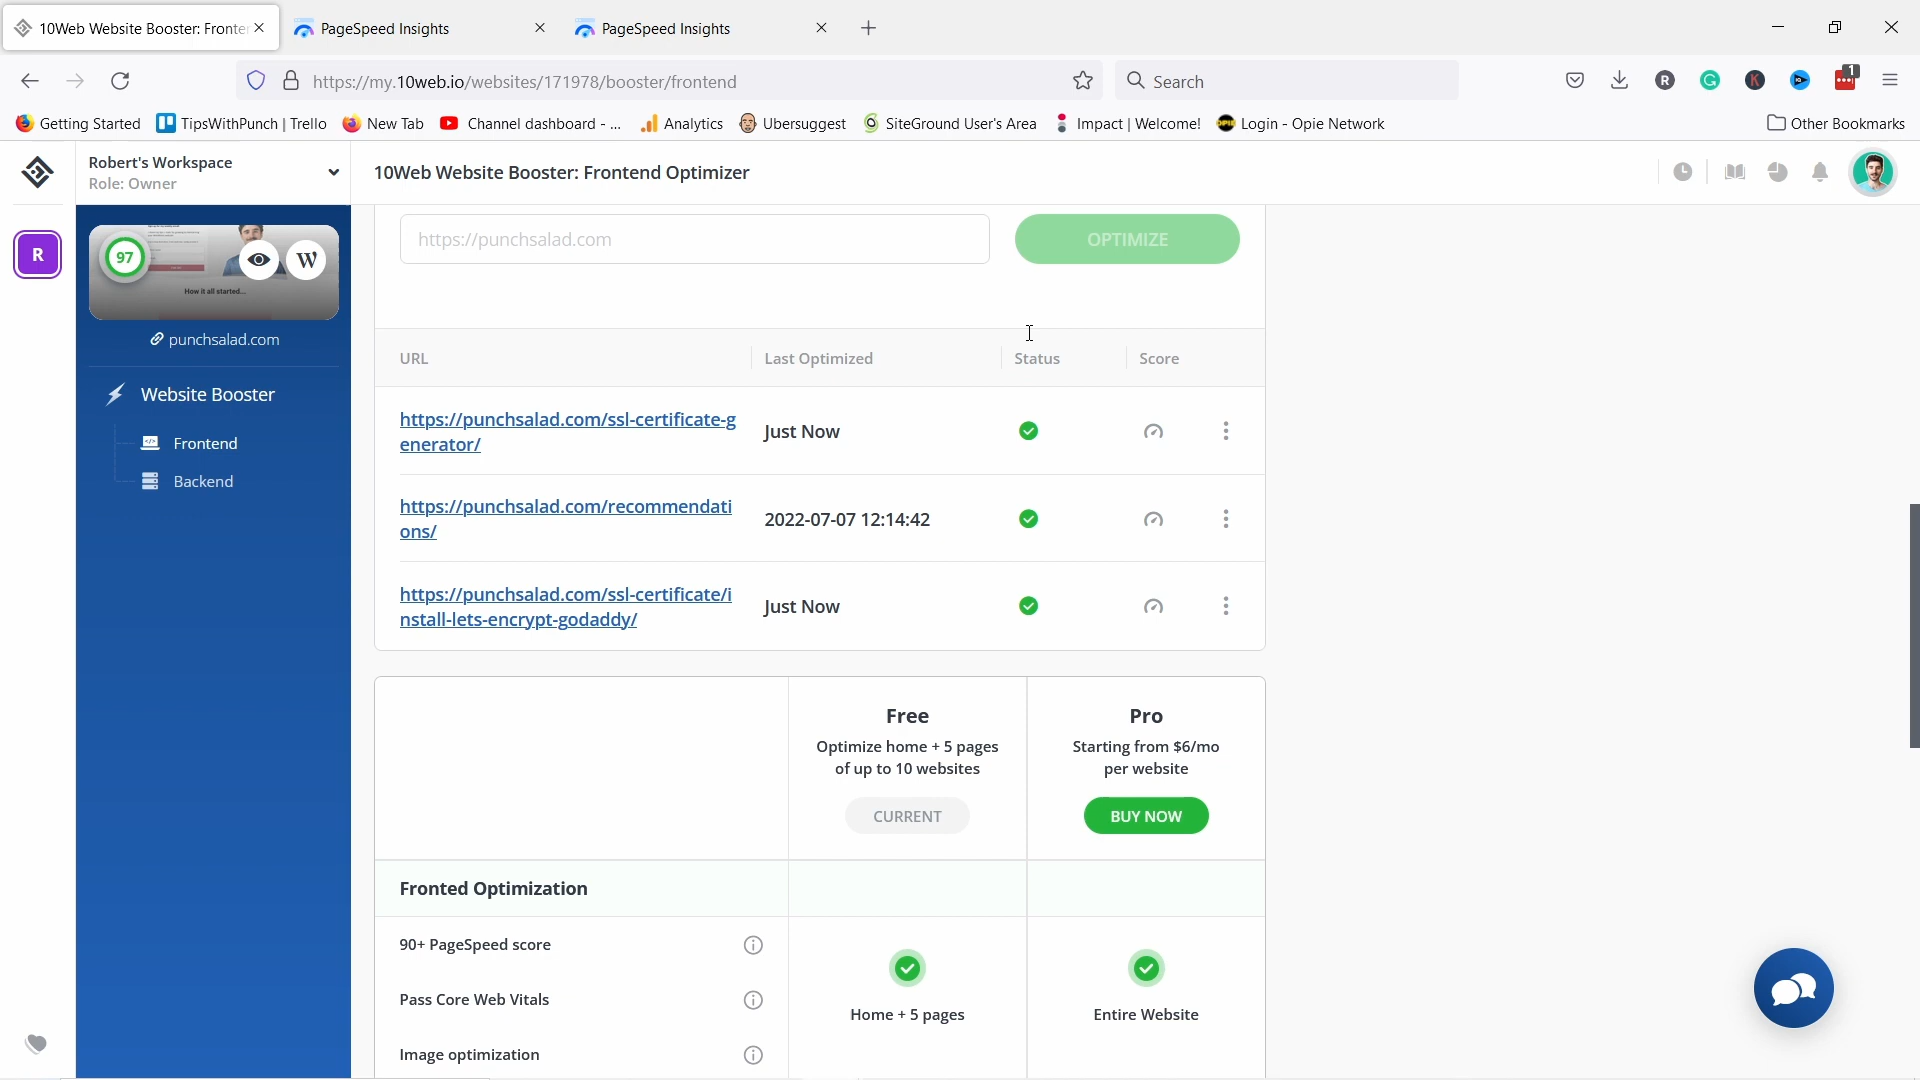 10Web Website Booster: Fronte
PageSpeed Insights
PageSpeed Insights
https://my.10web.io/websites/171978/booster/frontend
Search
1
Getting Started
TipsWithPunch | Trello
New Tab
Channel dashboard - ...
Analytics
Ubersuggest
SiteGround User's Area
Impact | Welcome!
Login - Opie Network
Other Bookmarks
Robert's Workspace
Role: Owner
10Web Website Booster: Frontend Optimizer
R
97
How it all started...
punchsalad.com
Website Booster
Frontend
Backend
https://punchsalad.com
OPTIMIZE
URL
Last Optimized
Status
Score
https://punchsalad.com/ssl-certificate-g
enerator/
Just Now
https://punchsalad.com/recommendati
ons/
2022-07-07 12:14:42
https://punchsalad.com/ssl-certificate/i
nstall-lets-encrypt-godaddy/
Just Now
Free
Optimize home + 5 pages
of up to 10 websites
CURRENT
Pro
Starting from $6/mo
per website
BUY NOW
Fronted Optimization
90+ PageSpeed score
Pass Core Web Vitals
Image optimization
Home + 5 pages
Entire Website